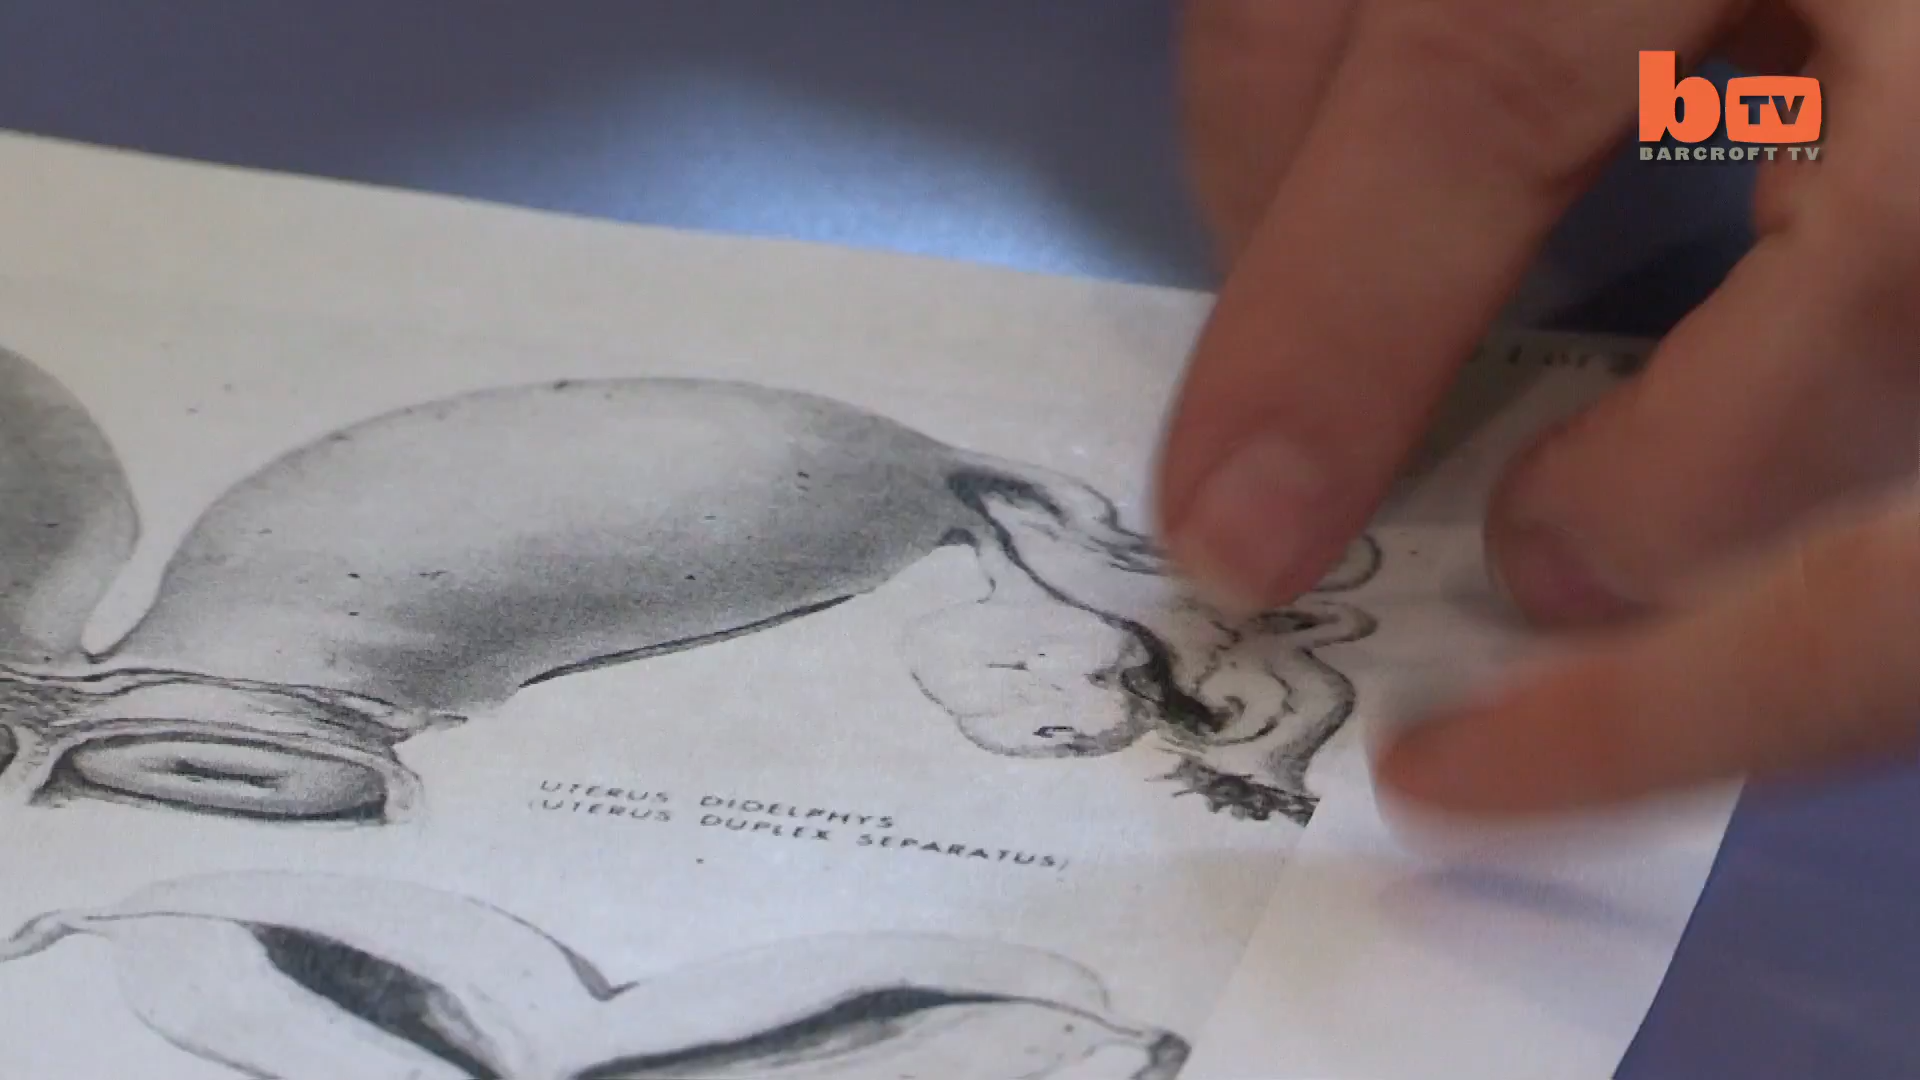 b TV
BARCROFT TV
UTERUS DIDELPHYS
(UTERUS DUPLEX SEPARATUS)